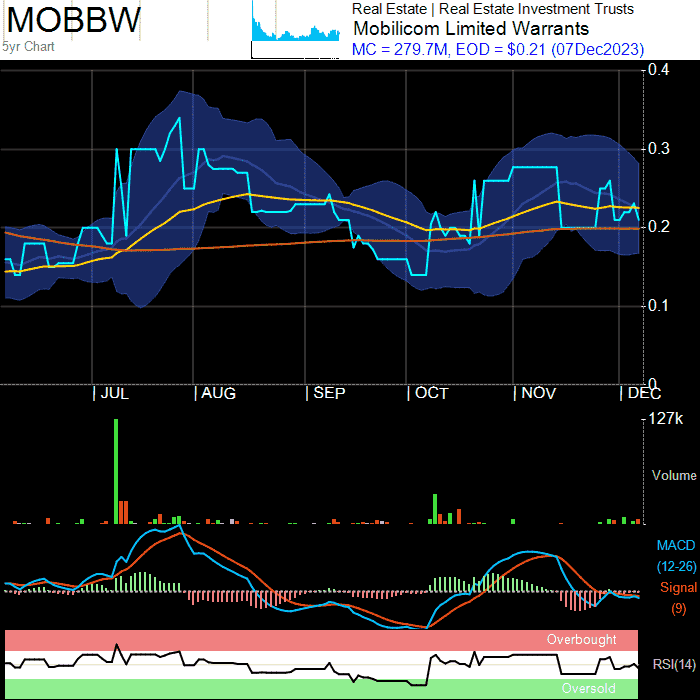 MOBBW
5yr Chart
Real Estate | Real Estate Investment Trusts
Mobilicom Limited Warrants
MC = 279.7M, EOD = $0.21 (07Dec2023)
0.4
0.3
0.2
0.1
0
| JUL | AUG | SEP | OCT | NOV | DEC
127k
Volume
MACD
(12-26)
Signal
(9)
Overbought
RSI(14)
Oversold